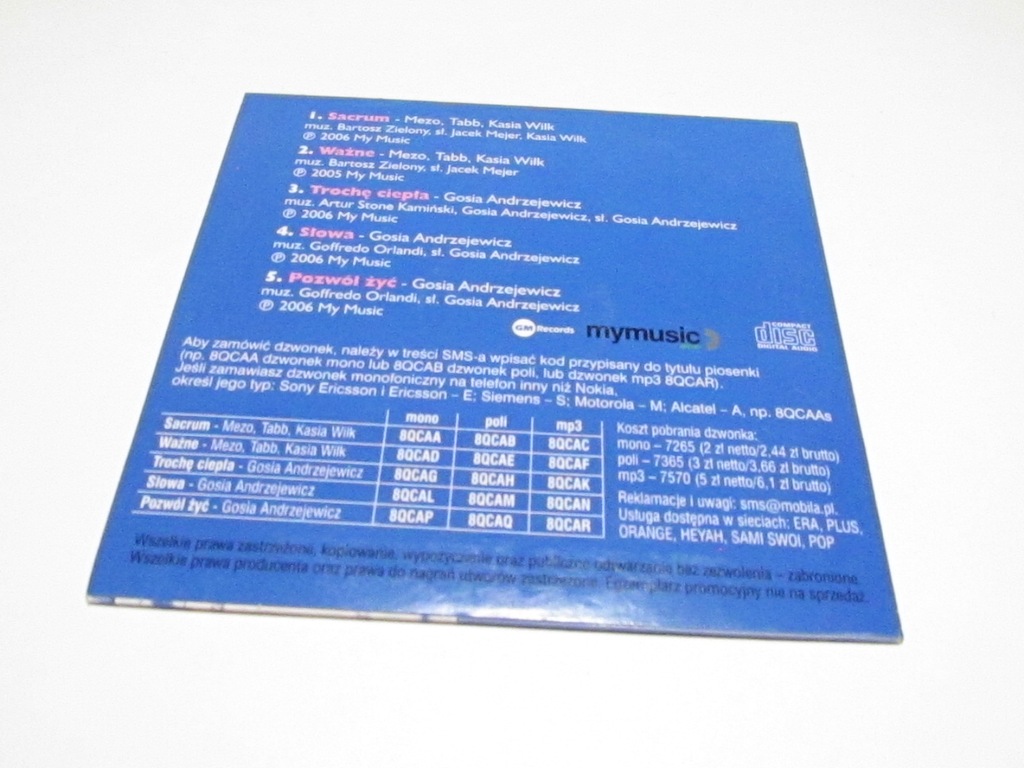 1. Sacrum - Mezo, Tabb, Kasia Wilk
muz. Bartosz Zielony, sł. Jacek Mejer, Kasia Wilk
℗ 2006 My Music
2. Ważne - Mezo, Tabb, Kasia Wilk
muz. Bartosz Zielony, sł. Jacek Mejer
℗ 2005 My Music
3. Trochę ciepła - Gosia Andrzejewicz
muz. Artur Stone Kamiński, Gosia Andrzejewicz, sł. Gosia Andrzejewicz
℗ 2006 My Music
4. Słowa - Gosia Andrzejewicz
muz. Goffredo Orlandi, sł. Gosia Andrzejewicz
℗ 2006 My Music
5. Pozwól żyć - Gosia Andrzejewicz
muz. Goffredo Orlandi, sł. Gosia Andrzejewicz
℗ 2006 My Music
GM Records mymusic COMPACT disc DIGITAL AUDIO
Aby zamówić dzwonek, należy w treści SMS-a wpisać kod przypisany do tytułu piosenki
(np. 8QCAA dzwonek mono lub 8QCAB dzwonek poli, lub dzwonek mp3 8QCAR).
Jeśli zamawiasz dzwonek monofoniczny na telefon inny niż Nokia,
określ jego typ: Sony Ericsson i Ericsson – E; Siemens – S; Motorola – M; Alcatel – A, np. 8QCAAs
mono poli mp3
Sacrum - Mezo, Tabb, Kasia Wilk 8QCAA 8QCAB 8QCAC
Ważne - Mezo, Tabb, Kasia Wilk 8QCAD 8QCAE 8QCAF
Trochę ciepła - Gosia Andrzejewicz 8QCAG 8QCAH 8QCAK
Słowa - Gosia Andrzejewicz 8QCAL 8QCAM 8QCAN
Pozwól żyć - Gosia Andrzejewicz 8QCAP 8QCAQ 8QCAR
Koszt pobrania dzwonka:
mono – 7265 (2 zł netto/2,44 zł brutto)
poli – 7365 (3 zł netto/3,66 zł brutto)
mp3 – 7570 (5 zł netto/6,1 zł brutto)
Reklamacje i uwagi: sms@mobila.pl.
Usługa dostępna w sieciach: ERA, PLUS,
ORANGE, HEYAH, SAMI SWOI, POP
Wszelkie prawa zastrzeżone, kopiowanie, wypożyczenie oraz publiczne odtwarzanie bez zezwolenia – zabronione.
Wszelkie prawa producenta oraz prawa do nagrań utworów zastrzeżone. Egzemplarz promocyjny nie na sprzedaż.